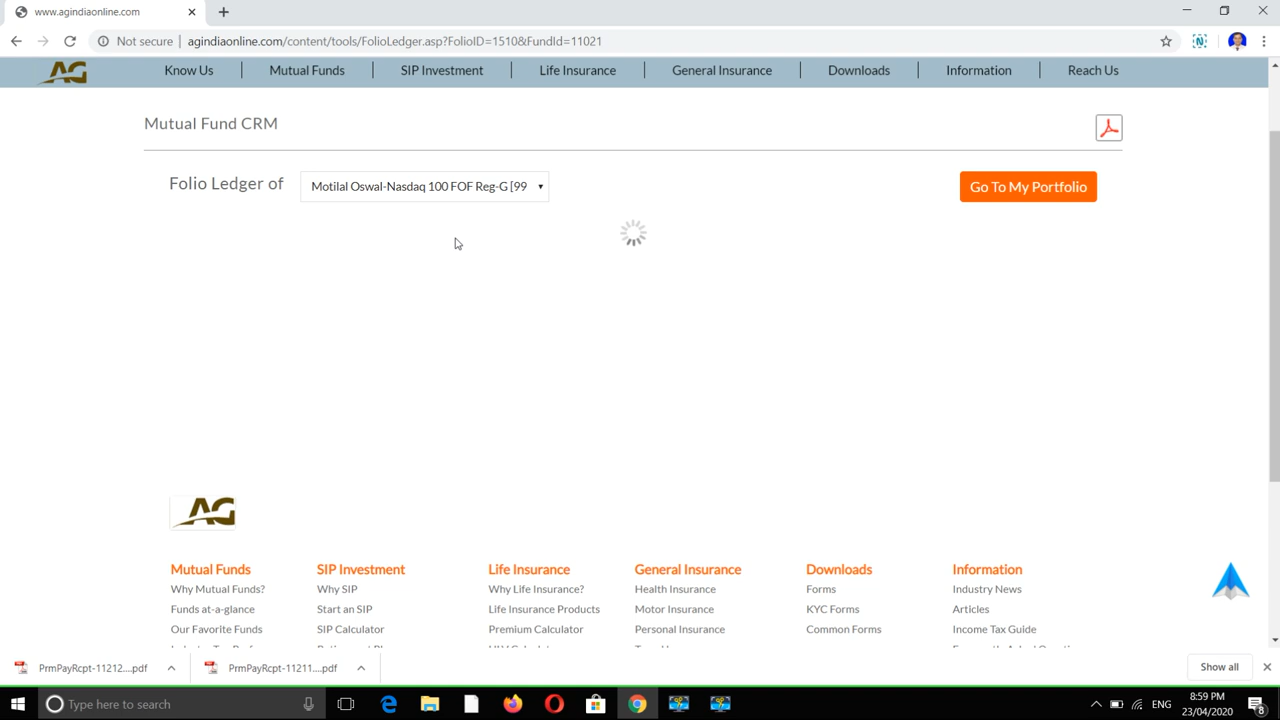 www.agindiaonline.com
Not secure
agindiaonline.com/content/tools/FolioLedger.asp?FolioID=1510&FundId=11021
AG
Know Us
Mutual Funds
SIP Investment
Life Insurance
General Insurance
Downloads
Information
Reach Us
Mutual Fund CRM
Folio Ledger of
Motilal Oswal-Nasdaq 100 FOF Reg-G [99
Go To My Portfolio
AG
Mutual Funds
SIP Investment
Life Insurance
General Insurance
Downloads
Information
Why Mutual Funds?
Why SIP
Why Life Insurance?
Health Insurance
Forms
Industry News
Funds at-a-glance
Start an SIP
Life Insurance Products
Motor Insurance
KYC Forms
Articles
Our Favorite Funds
SIP Calculator
Premium Calculator
Personal Insurance
Common Forms
Income Tax Guide
PrmPayRcpt-11212....pdf
PrmPayRcpt-11211....pdf
Show all
Type here to search
ENG
8:59 PM
23/04/2020
8